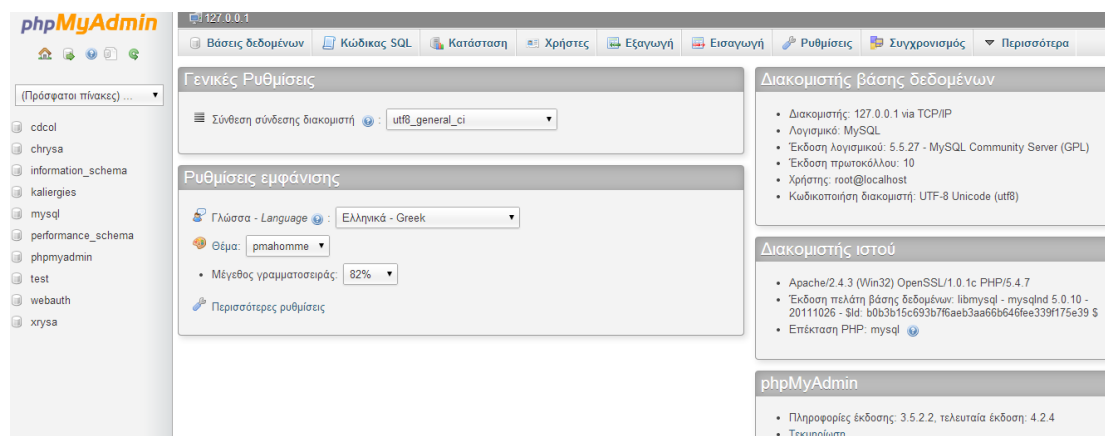 phpMyAdmin
(Πρόσφατοι πίνακες) ...
cdcol
chrysa
information_schema
kaliergies
mysql
performance_schema
phpmyadmin
test
webauth
xrysa
127.0.0.1
Βάσεις δεδομένων Κώδικας SQL Κατάσταση Χρήστες Εξαγωγή Εισαγωγή Ρυθμίσεις Συγχρονισμός Περισσότερα
Γενικές Ρυθμίσεις
Σύνθεση σύνδεσης διακομιστή : utf8_general_ci
Ρυθμίσεις εμφάνισης
Γλώσσα - Language : Ελληνικά - Greek
Θέμα: pmahomme
• Μέγεθος γραμματοσειράς: 82%
Περισσότερες ρυθμίσεις
Διακομιστής βάσης δεδομένων
• Διακομιστής: 127.0.0.1 via TCP/IP
• Λογισμικό: MySQL
• Έκδοση λογισμικού: 5.5.27 - MySQL Community Server (GPL)
• Έκδοση πρωτοκόλλου: 10
• Χρήστης: root@localhost
• Κωδικοποίηση διακομιστή: UTF-8 Unicode (utf8)
Διακομιστής ιστού
• Apache/2.4.3 (Win32) OpenSSL/1.0.1c PHP/5.4.7
• Έκδοση πελάτη βάσης δεδομένων: libmysql - mysqlnd 5.0.10 -
20111026 - $Id: b0b3b15c693b7f6aeb3aa66b646fee339f175e39 $
• Επέκταση PHP: mysql
phpMyAdmin
• Πληροφορίες έκδοσης: 3.5.2.2, τελευταία έκδοση: 4.2.4
• Τεκμηρίωση